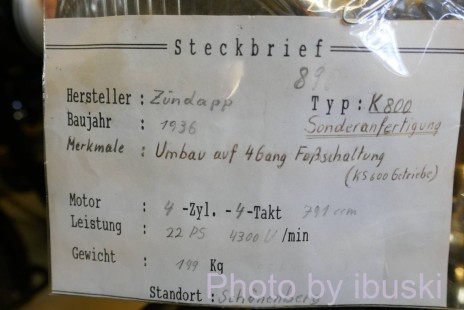 Steckbrief
89
Hersteller : Zündapp Typ : K800
Baujahr : 1936 Sonderanfertigung
Merkmale : Umbau auf 4Gang Fußschaltung
(KS600 Getriebe)
Motor : 4 -Zyl. -4-Takt 791 ccm
Leistung : 22 PS 4300 U/min
Gewicht : 199 Kg
Standort : Schönenberg
Photo by ibuski